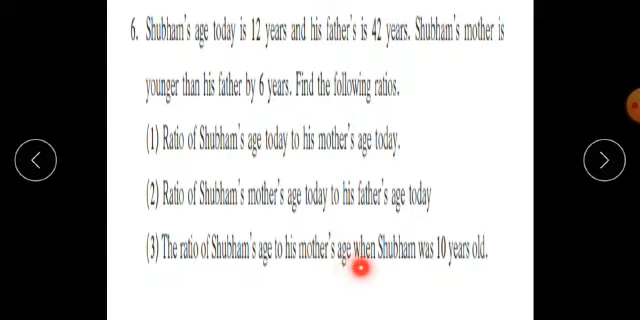 6. Shubham's age today is 12 years and his father's is 42 years. Shubham's mother is
younger than his father by 6 years. Find the following ratios.
(1) Ratio of Shubham's age today to his mother's age today.
(2) Ratio of Shubham's mother's age today to his father's age today
(3) The ratio of Shubham's age to his mother's age when Shubham was 10 years old.